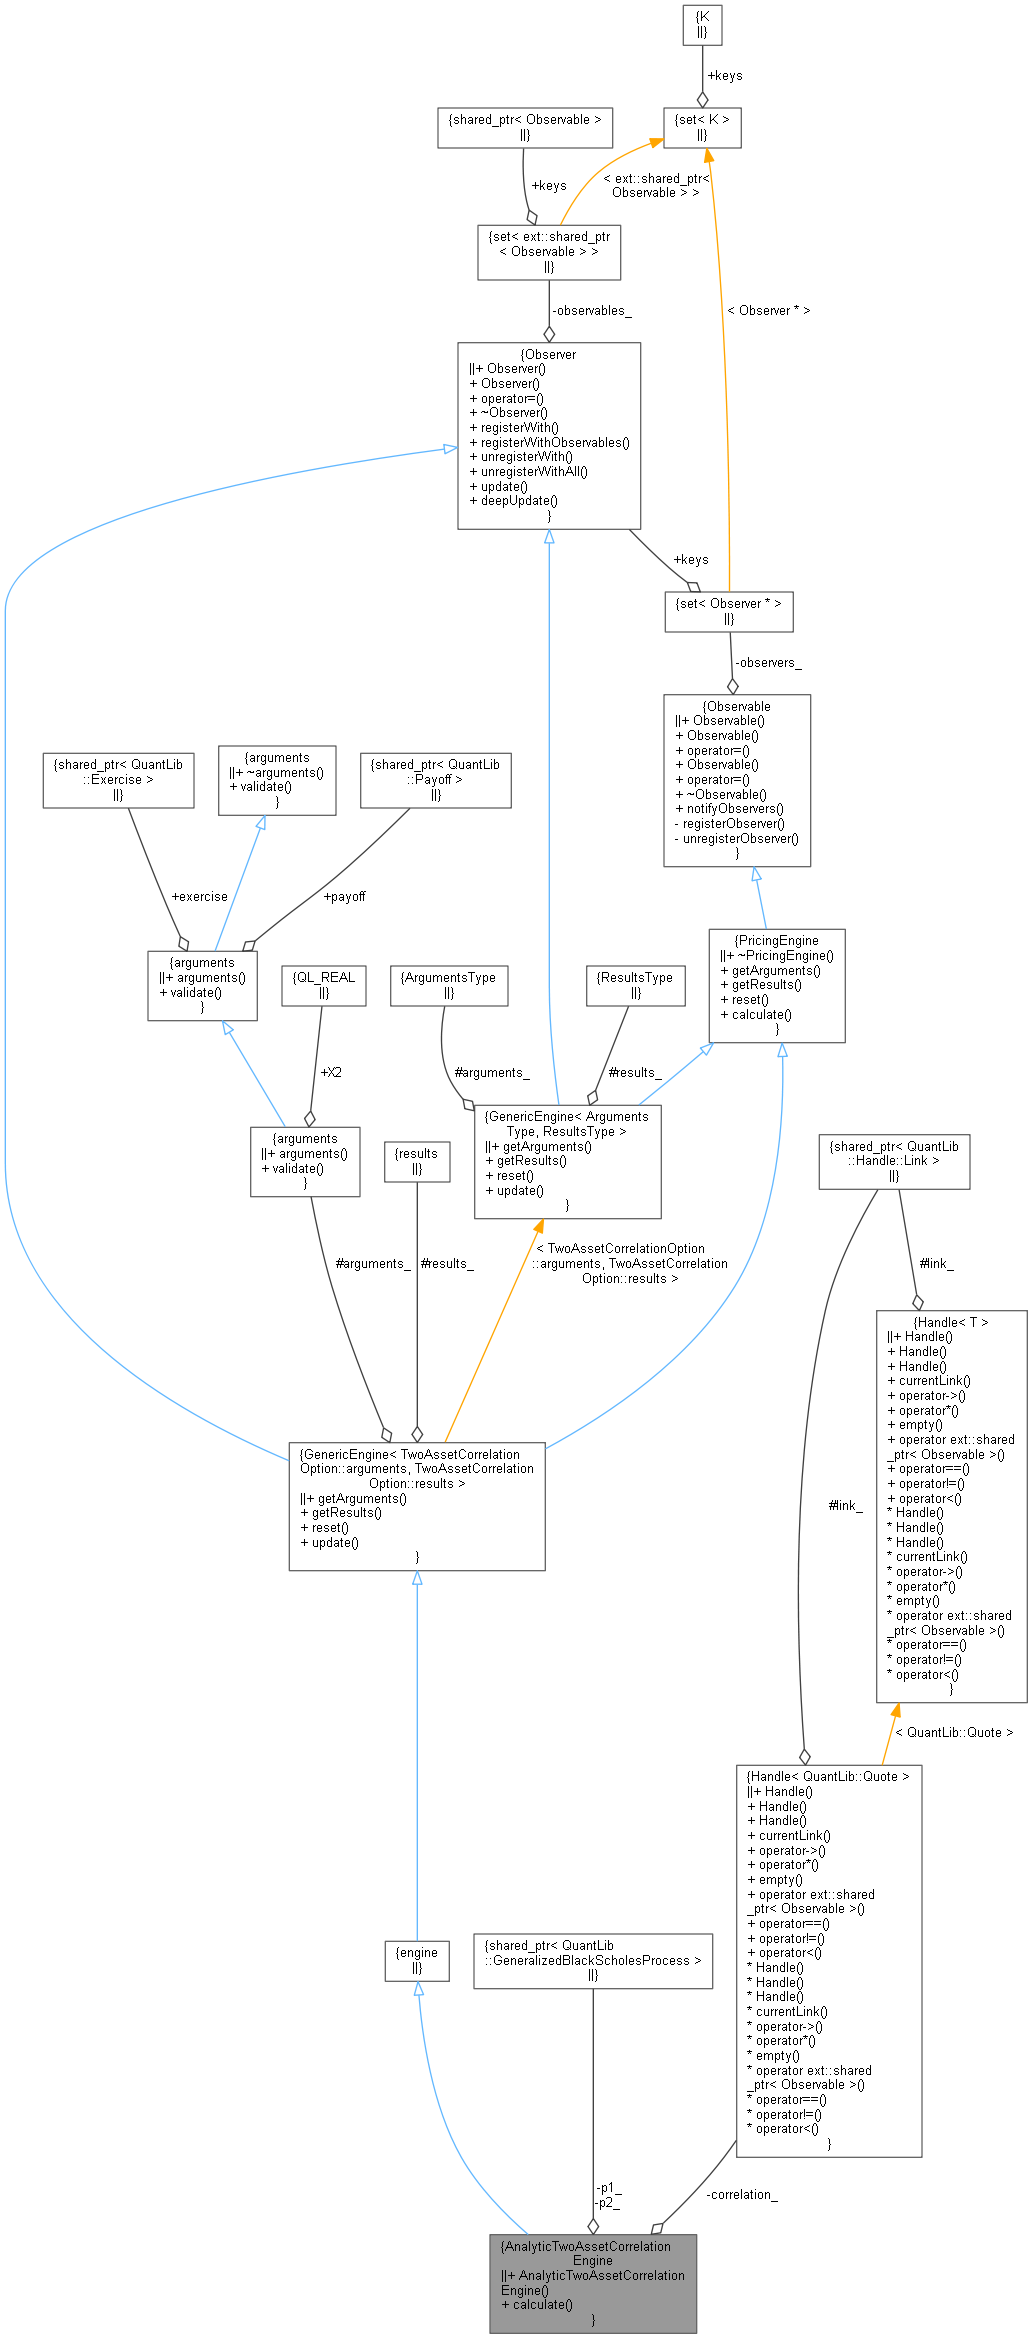 {K
||}
+keys
{shared_ptr< Observable >
||}
{set< K >
||}
+keys
< ext::shared_ptr<
Observable > >
{set< ext::shared_ptr
< Observable > >
||}
-observables_
< Observer * >
{Observer
||+ Observer()
+ Observer()
+ operator=()
+ ~Observer()
+ registerWith()
+ registerWithObservables()
+ unregisterWith()
+ unregisterWithAll()
+ update()
+ deepUpdate()
}
+keys
{set< Observer * >
||}
-observers_
{Observable
||+ Observable()
+ Observable()
+ operator=()
+ Observable()
+ operator=()
+ ~Observable()
+ notifyObservers()
- registerObserver()
- unregisterObserver()
}
{shared_ptr< QuantLib
::Exercise >
||}
{arguments
||+ ~arguments()
+ validate()
}
{shared_ptr< QuantLib
::Payoff >
||}
+exercise
+payoff
{arguments
||+ arguments()
+ validate()
}
{PricingEngine
||+ ~PricingEngine()
+ getArguments()
+ getResults()
+ reset()
+ calculate()
}
{QL_REAL
||}
{ArgumentsType
||}
{ResultsType
||}
+X2
#arguments_
#results_
{arguments
||+ arguments()
+ validate()
}
{results
||}
{GenericEngine< Arguments
Type, ResultsType >
||+ getArguments()
+ getResults()
+ reset()
+ update()
}
{shared_ptr< QuantLib
::Handle::Link >
||}
#arguments_
#results_
< TwoAssetCorrelationOption
::arguments, TwoAssetCorrelation
Option::results >
#link_
{Handle< T >
||+ Handle()
+ Handle()
+ Handle()
+ currentLink()
+ operator->()
+ operator*()
+ empty()
+ operator ext::shared
_ptr< Observable >()
+ operator==()
+ operator!=()
+ operator<()
* Handle()
* Handle()
* Handle()
* currentLink()
* operator->()
* operator*()
* empty()
* operator ext::shared
_ptr< Observable >()
* operator==()
* operator!=()
* operator<()
}
{GenericEngine< TwoAssetCorrelation
Option::arguments, TwoAssetCorrelation
Option::results >
||+ getArguments()
+ getResults()
+ reset()
+ update()
}
#link_
< QuantLib::Quote >
{Handle< QuantLib::Quote >
||+ Handle()
+ Handle()
+ Handle()
+ currentLink()
+ operator->()
+ operator*()
+ empty()
+ operator ext::shared
_ptr< Observable >()
+ operator==()
+ operator!=()
+ operator<()
* Handle()
* Handle()
* Handle()
* currentLink()
* operator->()
* operator*()
* empty()
* operator ext::shared
_ptr< Observable >()
* operator==()
* operator!=()
* operator<()
}
{engine
||}
{shared_ptr< QuantLib
::GeneralizedBlackScholesProcess >
||}
-p1_
-p2_
-correlation_
{AnalyticTwoAssetCorrelation
Engine
||+ AnalyticTwoAssetCorrelation
Engine()
+ calculate()
}